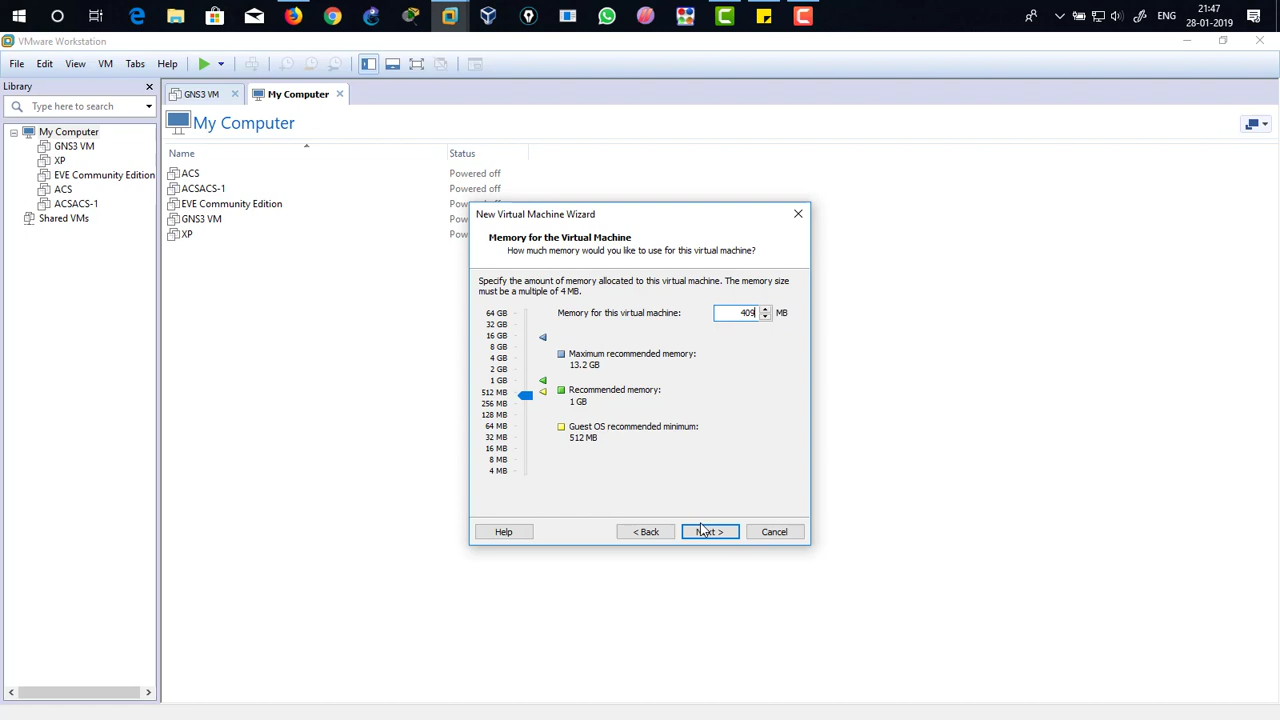 21:47
ENG
28-01-2019
VMware Workstation
File Edit View VM Tabs Help
Library
GNS3 VM
My Computer
Type here to search
My Computer
My Computer
GNS3 VM
XP
EVE Community Edition
ACS
ACSACS-1
Shared VMs
Name Status
ACS Powered off
ACSACS-1 Powered off
EVE Community Edition Powered off
GNS3 VM
XP
New Virtual Machine Wizard
Memory for the Virtual Machine
How much memory would you like to use for this virtual machine?
Specify the amount of memory allocated to this virtual machine. The memory size
must be a multiple of 4 MB.
Memory for this virtual machine: 409 MB
64 GB
32 GB
16 GB
8 GB
4 GB
2 GB
1 GB
512 MB
256 MB
128 MB
64 MB
32 MB
16 MB
8 MB
4 MB
Maximum recommended memory:
13.2 GB
Recommended memory:
1 GB
Guest OS recommended minimum:
512 MB
Help < Back Next > Cancel